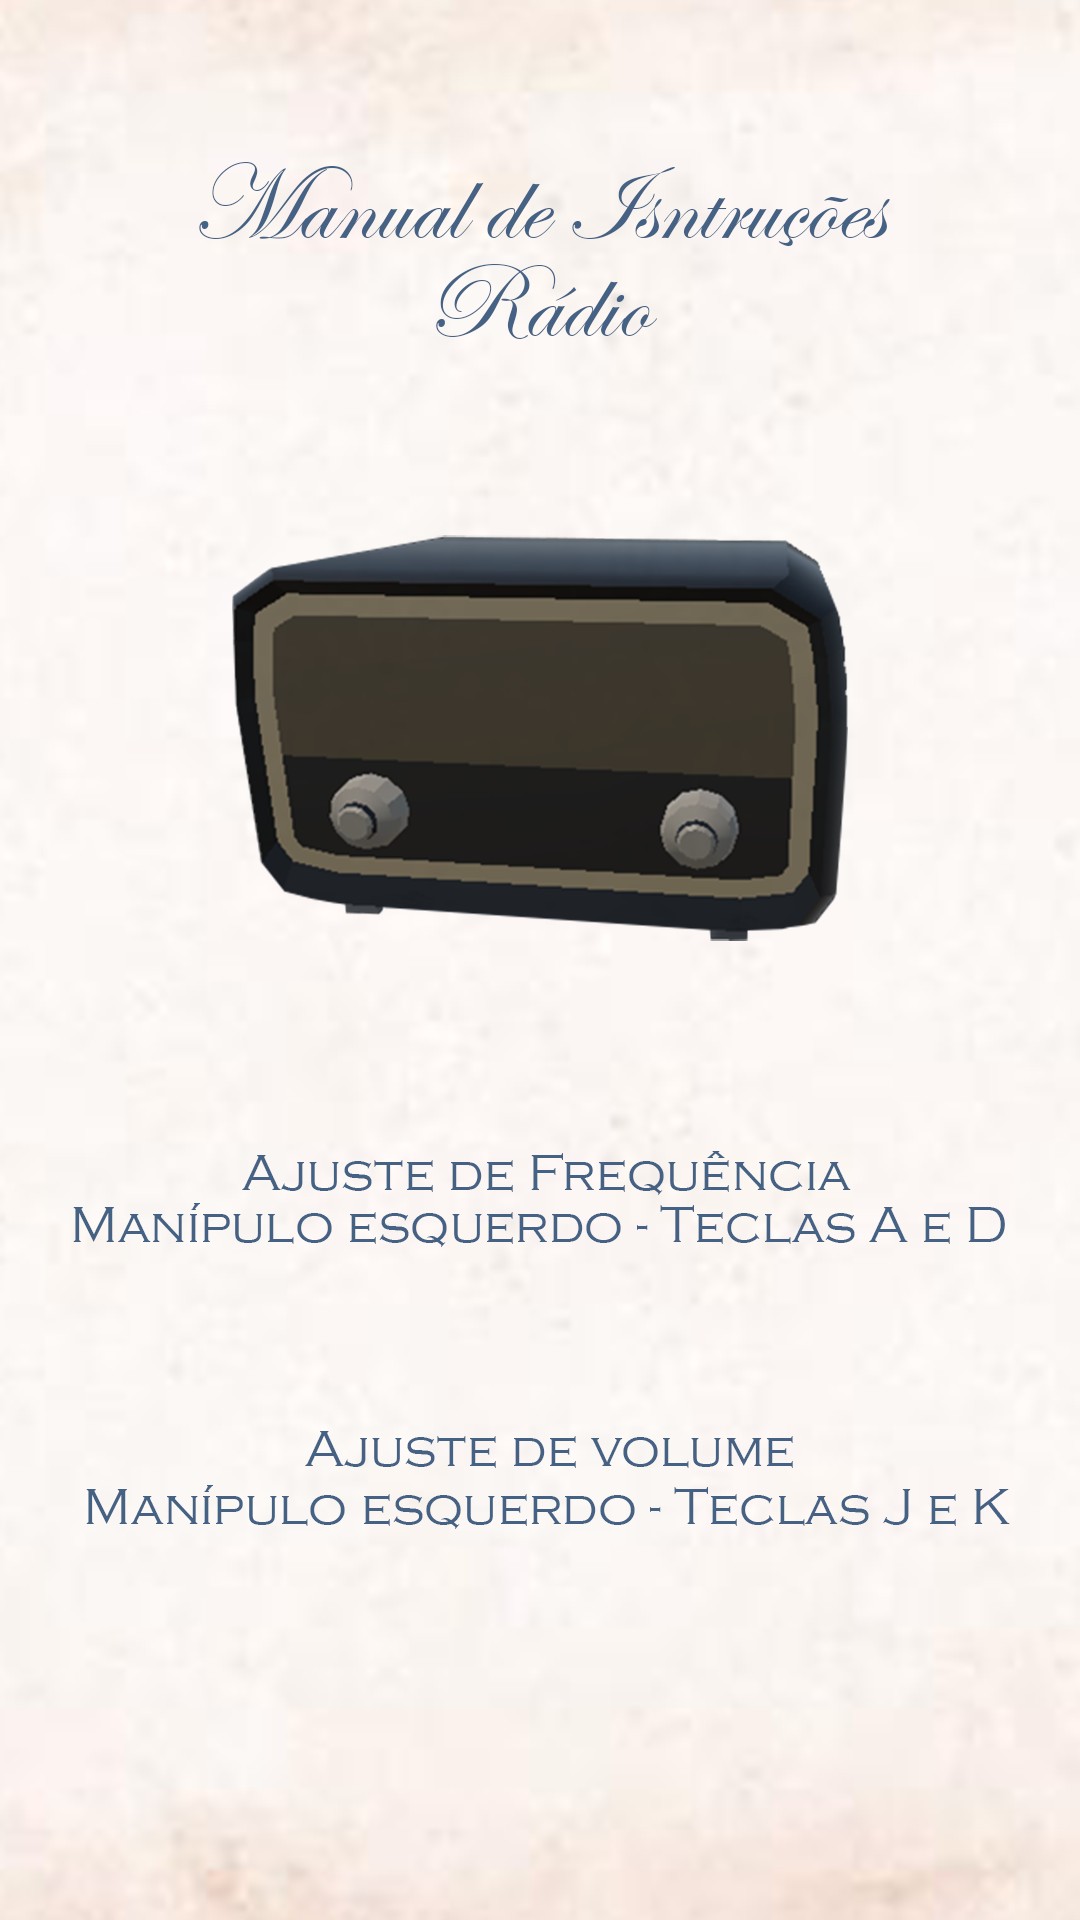 Manual de Isntruções
Rádio
Ajuste de Frequência
Manípulo esquerdo - Teclas A e D
Ajuste de volume
Manípulo esquerdo - Teclas J e K